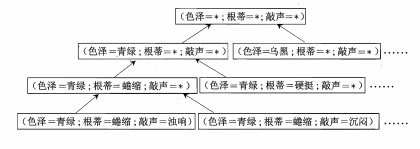 (色泽=*;根蒂=*;敲声=*)
(色泽=青绿;根蒂=*;敲声=*) (色泽=乌黑;根蒂=*;敲声=*) ……
(色泽=青绿;根蒂=蜷缩;敲声=*) (色泽=青绿;根蒂=硬挺;敲声=*) ……
(色泽=青绿;根蒂=蜷缩;敲声=浊响) (色泽=青绿;根蒂=蜷缩;敲声=沉闷) ……